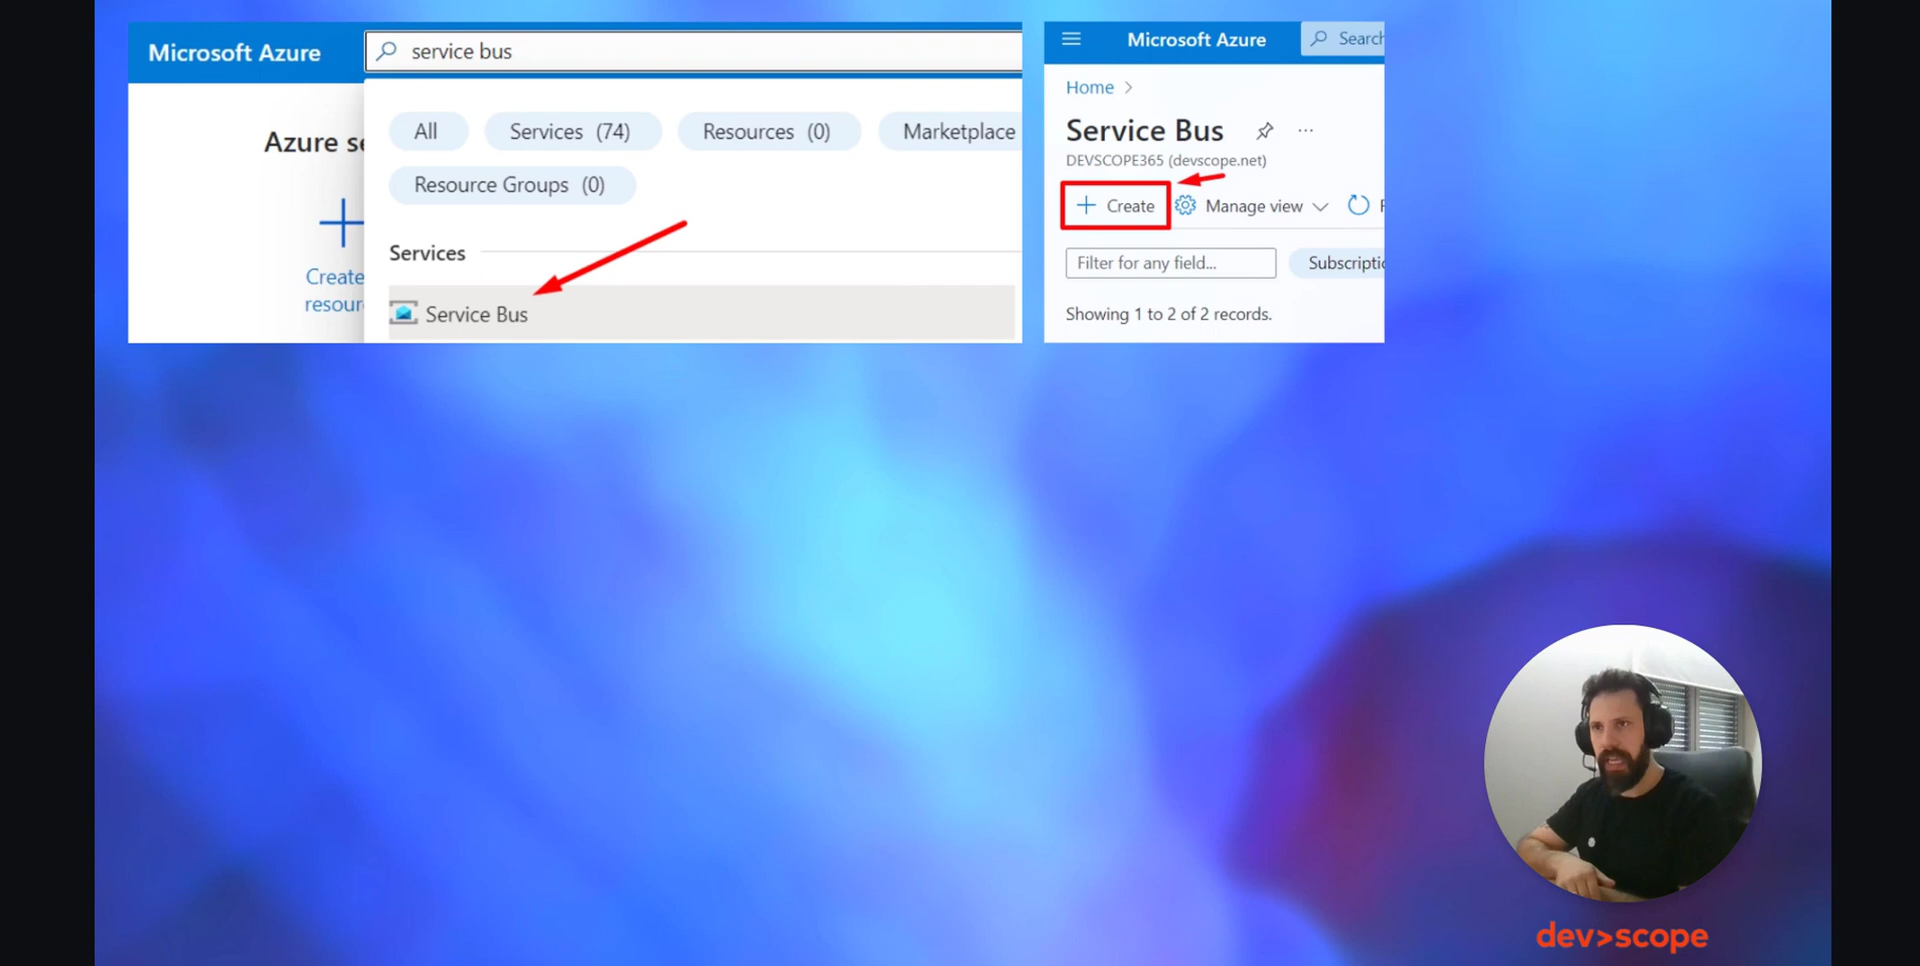 Microsoft Azure
service bus
All
Services (74)
Resources (0)
Marketplace
Resource Groups (0)
Azure se
Create
resour
Services
Service Bus
Microsoft Azure
Search
Home >
Service Bus
DEVSCOPE365 (devscope.net)
+ Create
Manage view
Filter for any field...
Subscriptio
Showing 1 to 2 of 2 records.
dev>scope